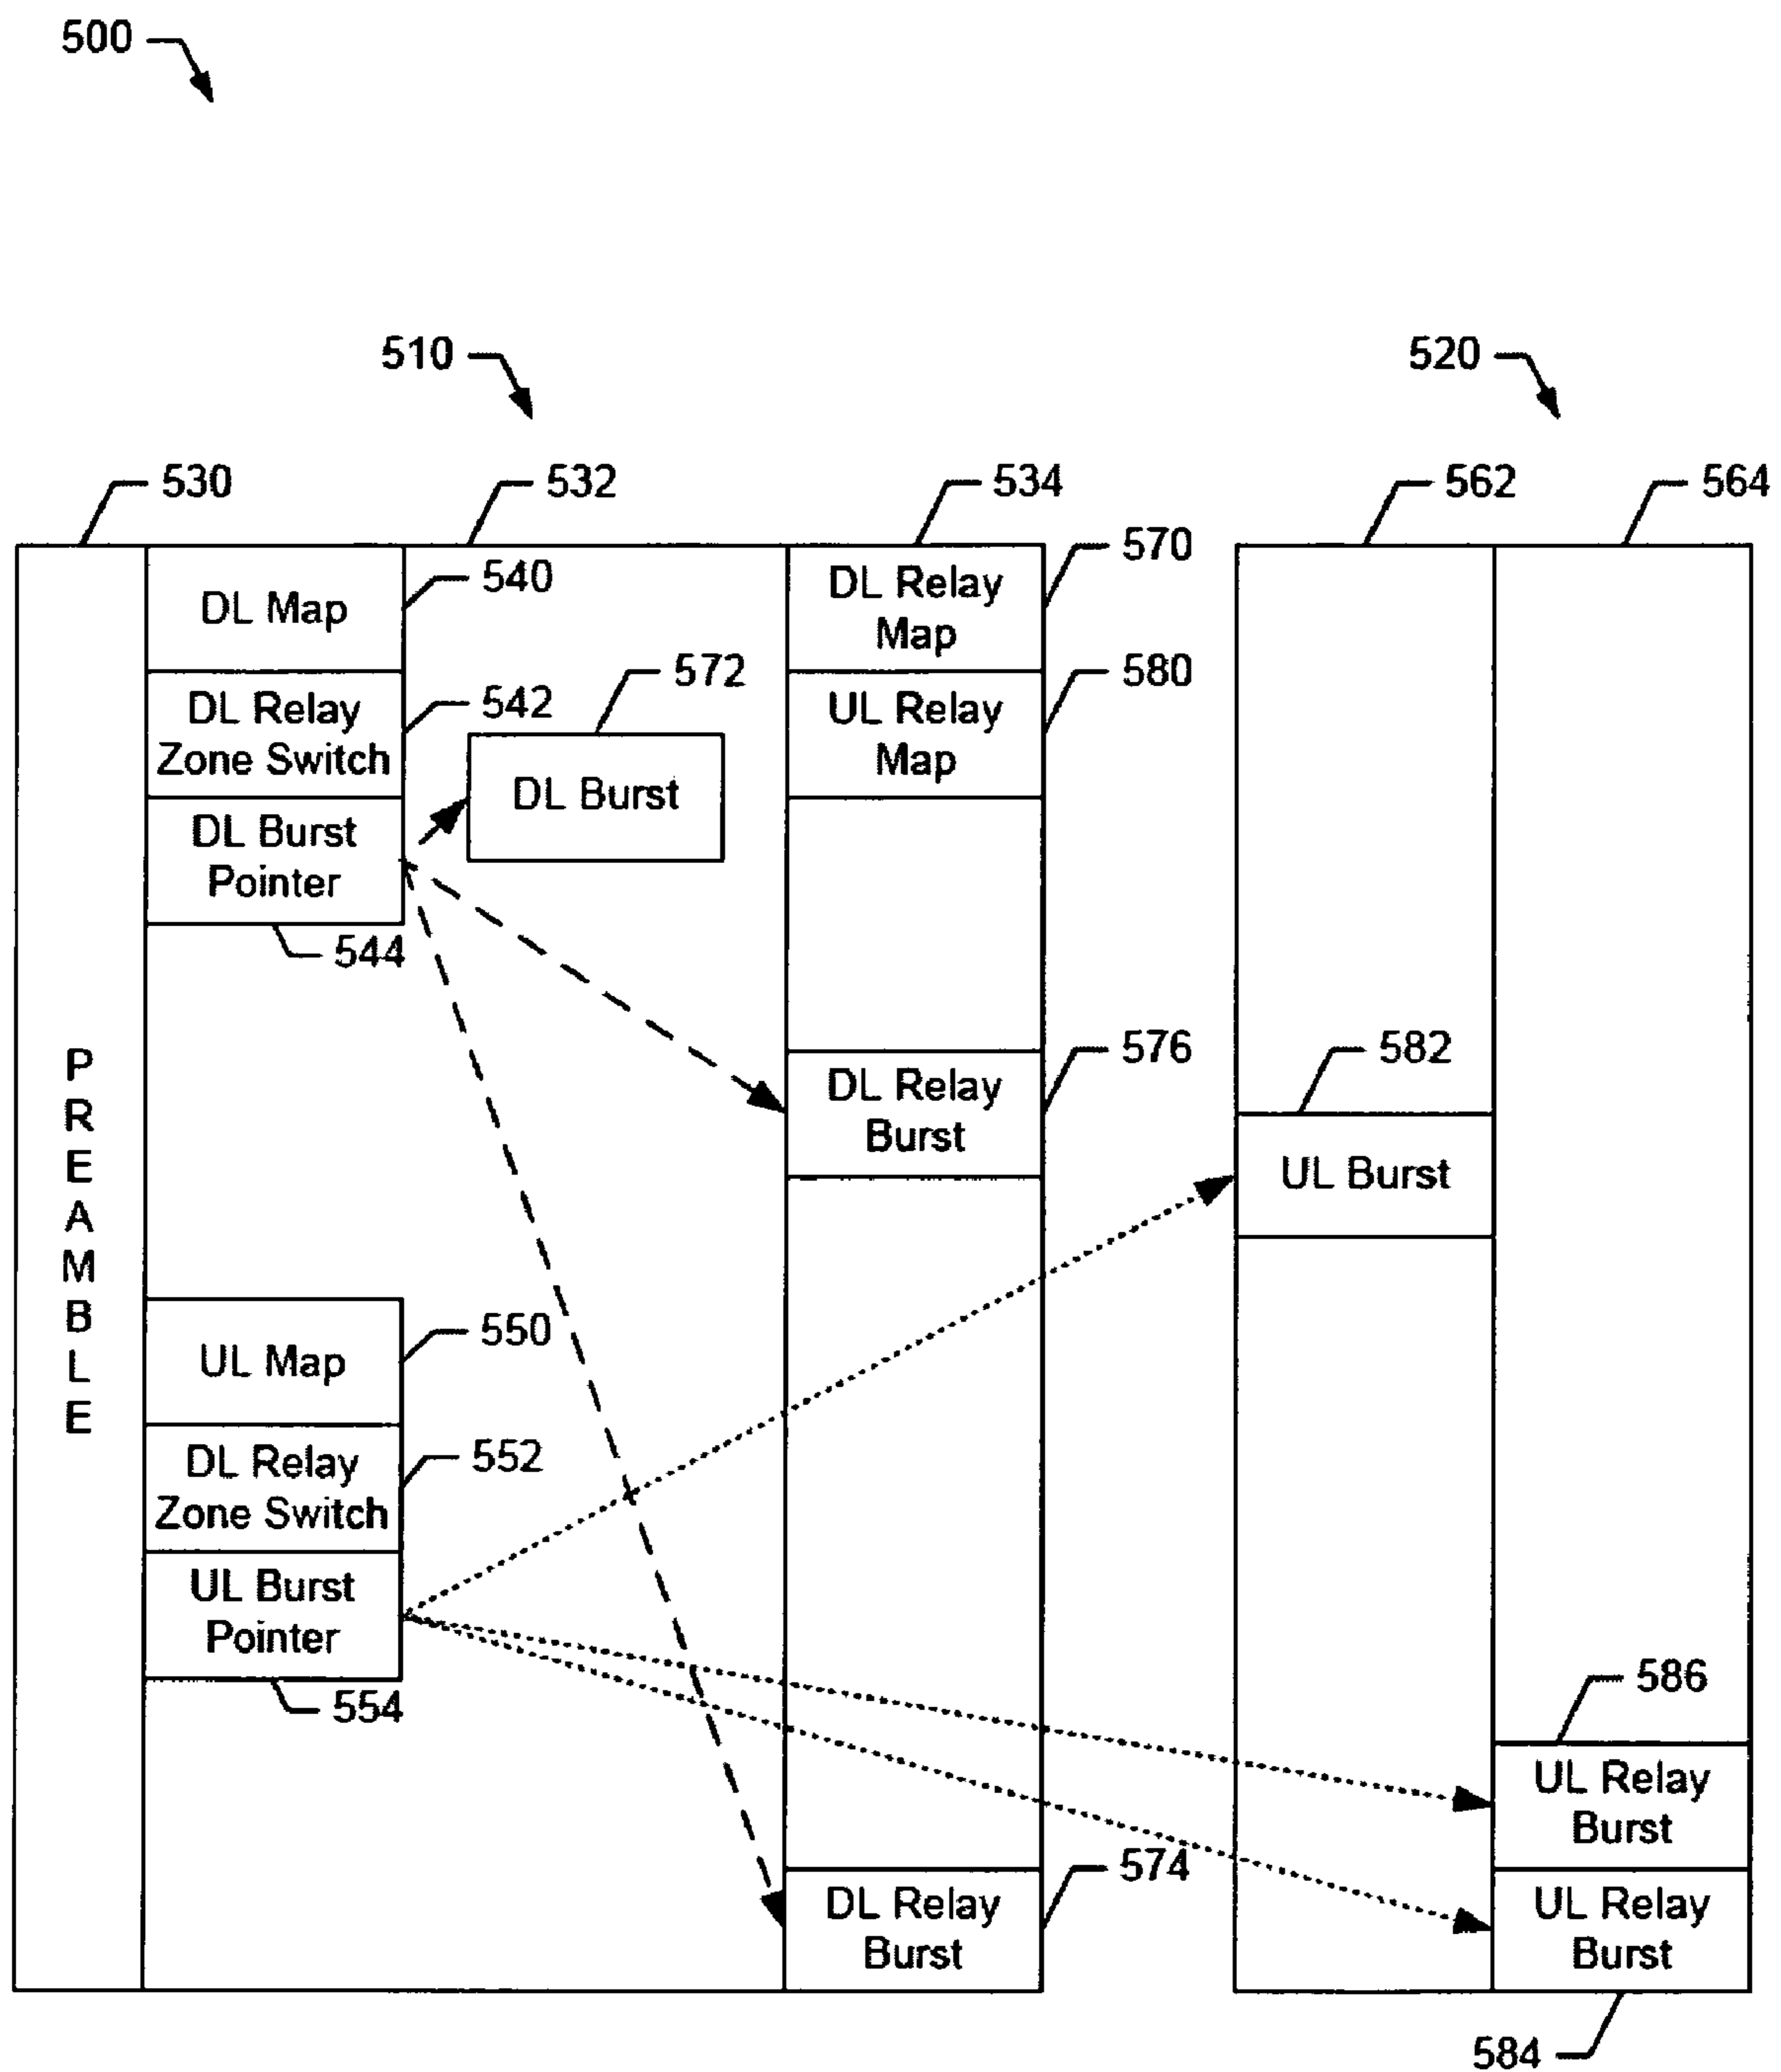 500
510
520
530
532
534
562
564
DL Map
540
DL Relay
Zone Switch
542
DL Burst
Pointer
544
572
DL Burst
DL Relay
Map
570
UL Relay
Map
580
DL Relay
Burst
576
582
UL Burst
P
R
E
A
M
B
L
E
UL Map
550
DL Relay
Zone Switch
552
UL Burst
Pointer
554
586
UL Relay
Burst
DL Relay
Burst
574
UL Relay
Burst
584